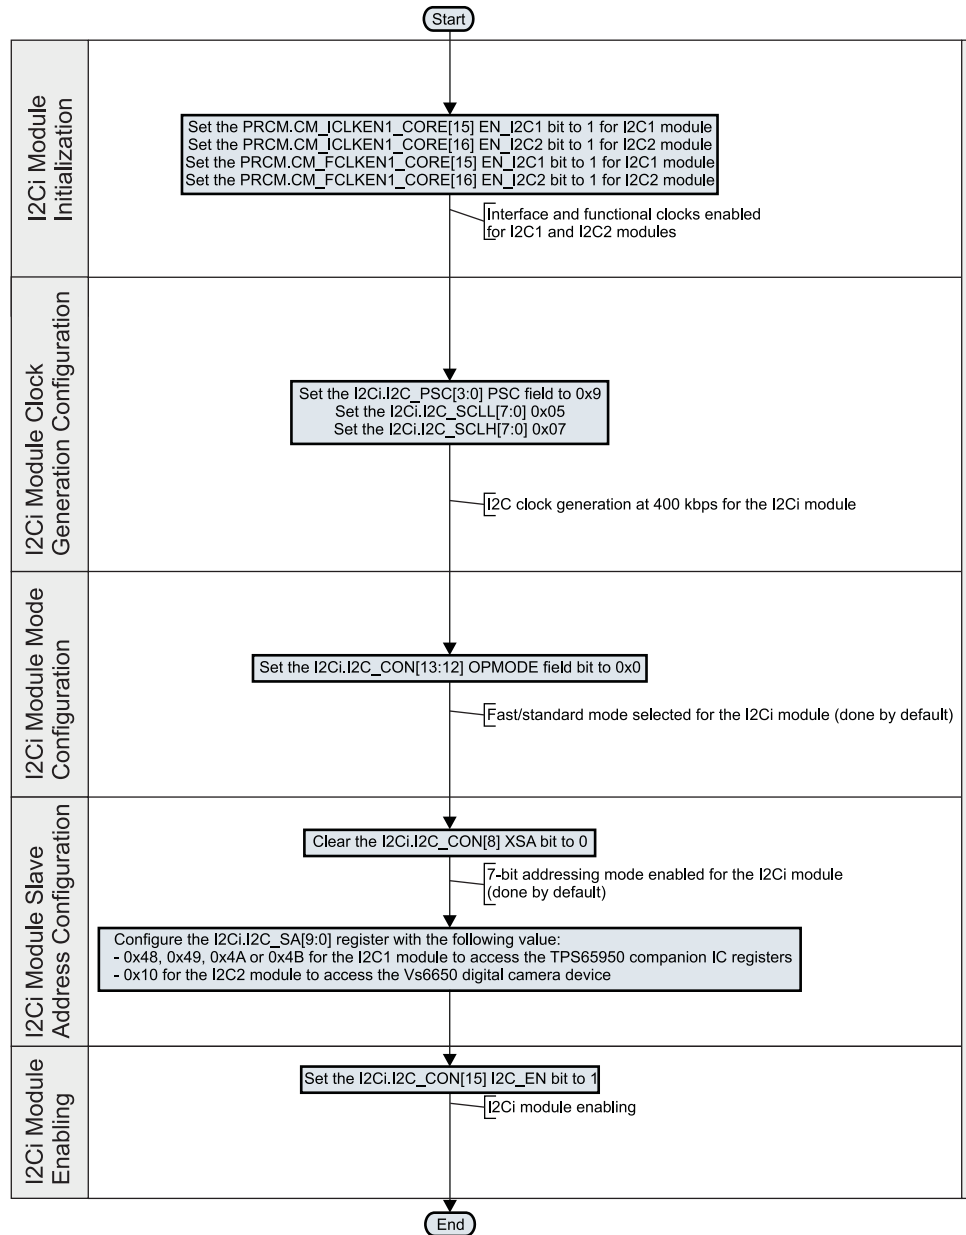 Start
I2Ci Module
Initialization
Set the PRCM.CM_ICLKEN1_CORE[15] EN_I2C1 bit to 1 for I2C1 module
Set the PRCM.CM_ICLKEN1_CORE[16] EN_I2C2 bit to 1 for I2C2 module
Set the PRCM.CM_FCLKEN1_CORE[15] EN_I2C1 bit to 1 for I2C1 module
Set the PRCM.CM_FCLKEN1_CORE[16] EN_I2C2 bit to 1 for I2C2 module
Interface and functional clocks enabled
for I2C1 and I2C2 modules
I2Ci Module Clock
Generation Configuration
Set the I2Ci.I2C_PSC[3:0] PSC field to 0x9
Set the I2Ci.I2C_SCLL[7:0] 0x05
Set the I2Ci.I2C_SCLH[7:0] 0x07
I2C clock generation at 400 kbps for the I2Ci module
I2Ci Module Mode
Configuration
Set the I2Ci.I2C_CON[13:12] OPMODE field bit to 0x0
Fast/standard mode selected for the I2Ci module (done by default)
I2Ci Module Slave
Address Configuration
Clear the I2Ci.I2C_CON[8] XSA bit to 0
7-bit addressing mode enabled for the I2Ci module
(done by default)
Configure the I2Ci.I2C_SA[9:0] register with the following value:
- 0x48, 0x49, 0x4A or 0x4B for the I2C1 module to access the TPS65950 companion IC registers
- 0x10 for the I2C2 module to access the Vs6650 digital camera device
I2Ci Module
Enabling
Set the I2Ci.I2C_CON[15] I2C_EN bit to 1
I2Ci module enabling
End